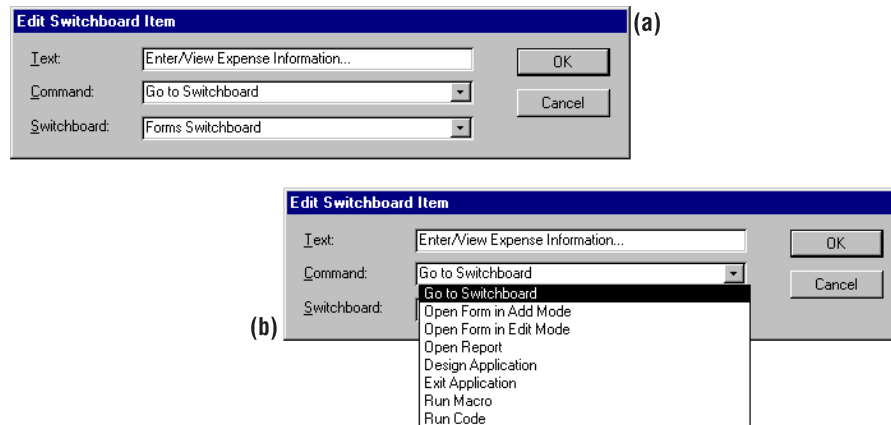 Edit Switchboard Item
(a)
Text: Enter/View Expense Information... OK
Command: Go to Switchboard
Cancel
Switchboard: Forms Switchboard
Edit Switchboard Item
Text: Enter/View Expense Information... OK
Command: Go to Switchboard
Cancel
Go to Switchboard
Switchboard:
Open Form in Add Mode
(b)
Open Form in Edit Mode
Open Report
Design Application
Exit Application
Run Macro
Run Code